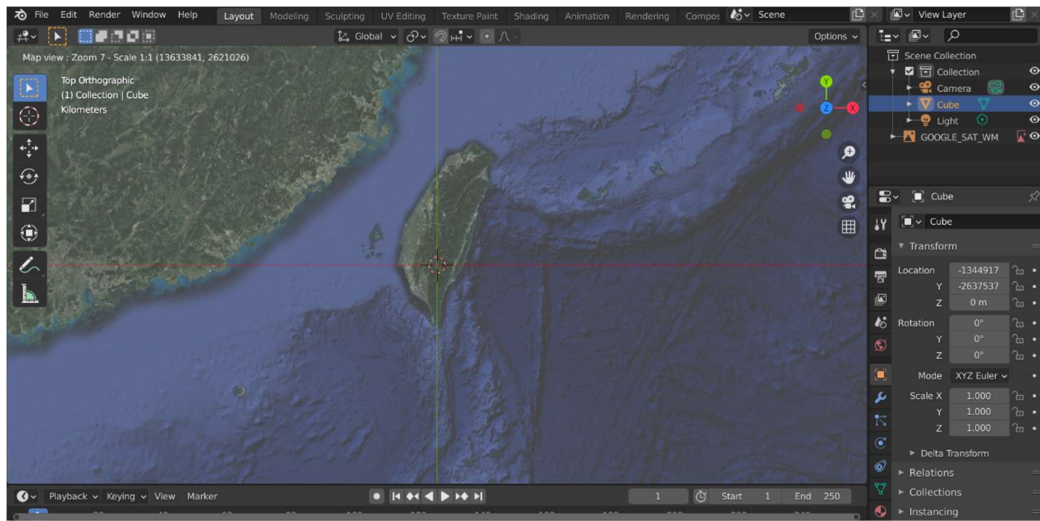 File Edit Render Window Help Layout Modeling Sculpting UV Editing Texture Paint Shading Animation Rendering Compos Scene View Layer
Global Options
Map view : Zoom 7 - Scale 1:1 (13633841, 2621026)
Top Orthographic
(1) Collection | Cube
Kilometers
Y
Z X
Scene Collection
Collection
Camera
Cube
Light
GOOGLE_SAT_WM
Cube
Cube
Transform
Location -1344917
Y -2637537
Z 0 m
Rotation 0°
Y 0°
Z 0°
Mode XYZ Euler
Scale X 1.000
Y 1.000
Z 1.000
Delta Transform
Relations
Collections
Instancing
Playback Keying View Marker 1 Start 1 End 250